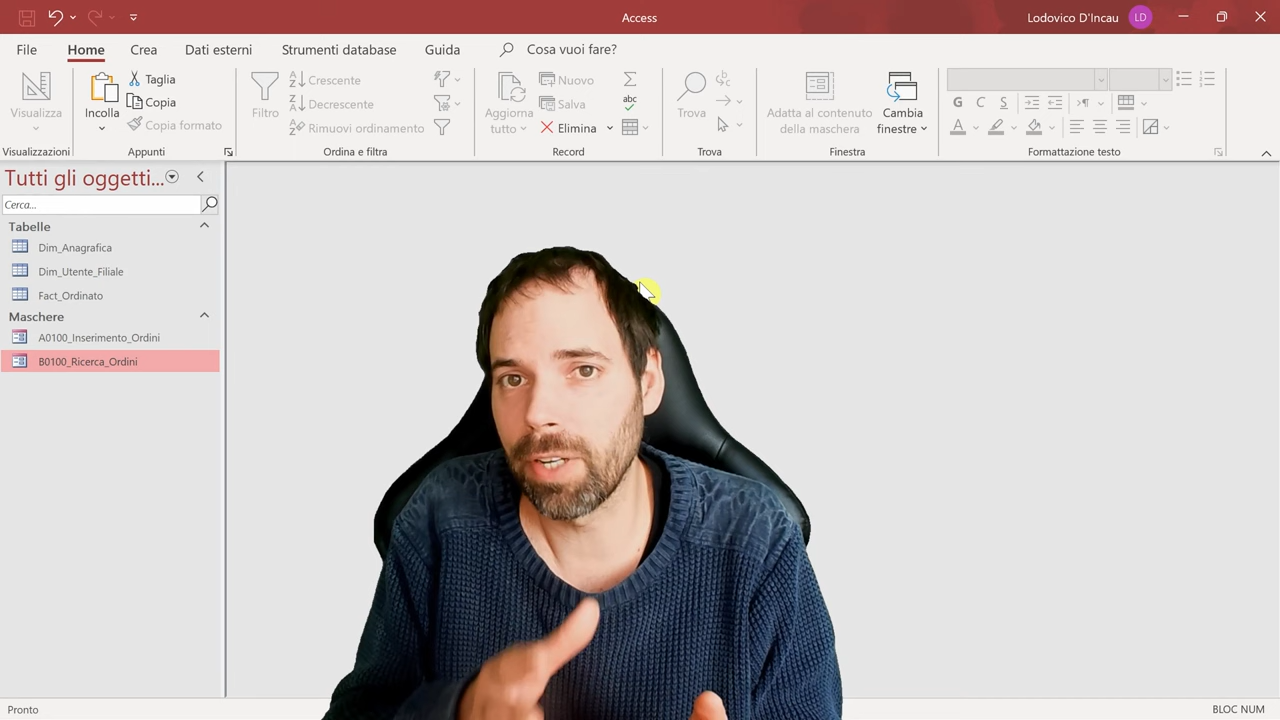 Access
Lodovico D'Incau
LD
File
Home
Crea
Dati esterni
Strumenti database
Guida
Cosa vuoi fare?
Visualizza
Visualizzazioni
Incolla
Taglia
Copia
Copia formato
Appunti
Filtro
Crescente
Decrescente
Rimuovi ordinamento
Ordina e filtra
Aggiorna
tutto
Nuovo
Salva
Elimina
abc
Record
Trova
Trova
Adatta al contenuto
della maschera
Cambia
finestre
Finestra
G C S
A
Formattazione testo
Tutti gli oggetti...
Cerca...
Tabelle
Dim_Anagrafica
Dim_Utente_Filiale
Fact_Ordinato
Maschere
A0100_Inserimento_Ordini
B0100_Ricerca_Ordini
Pronto
BLOC NUM